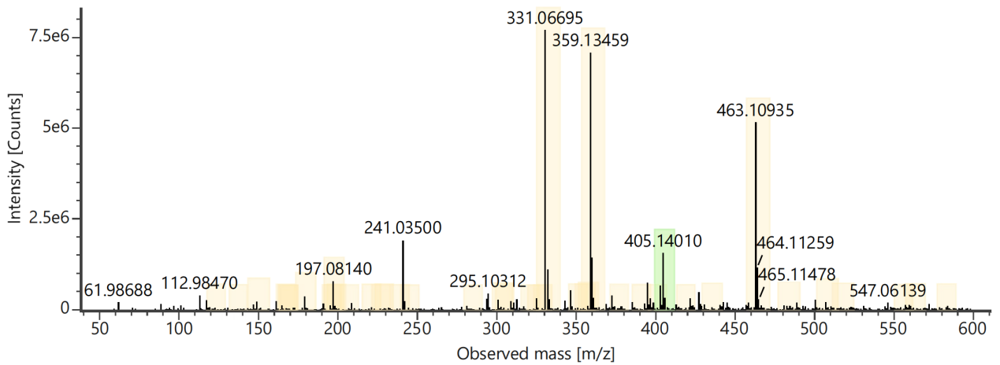 331.06695
7.5e6
359.13459
463.10935
5e6
Intensity [Counts]
2.5e6
241.03500
405.14010
464.11259
197.08140
295.10312
465.11478
61.98688
112.98470
547.06139
0
50 100 150 200 250 300 350 400 450 500 550 600
Observed mass [m/z]